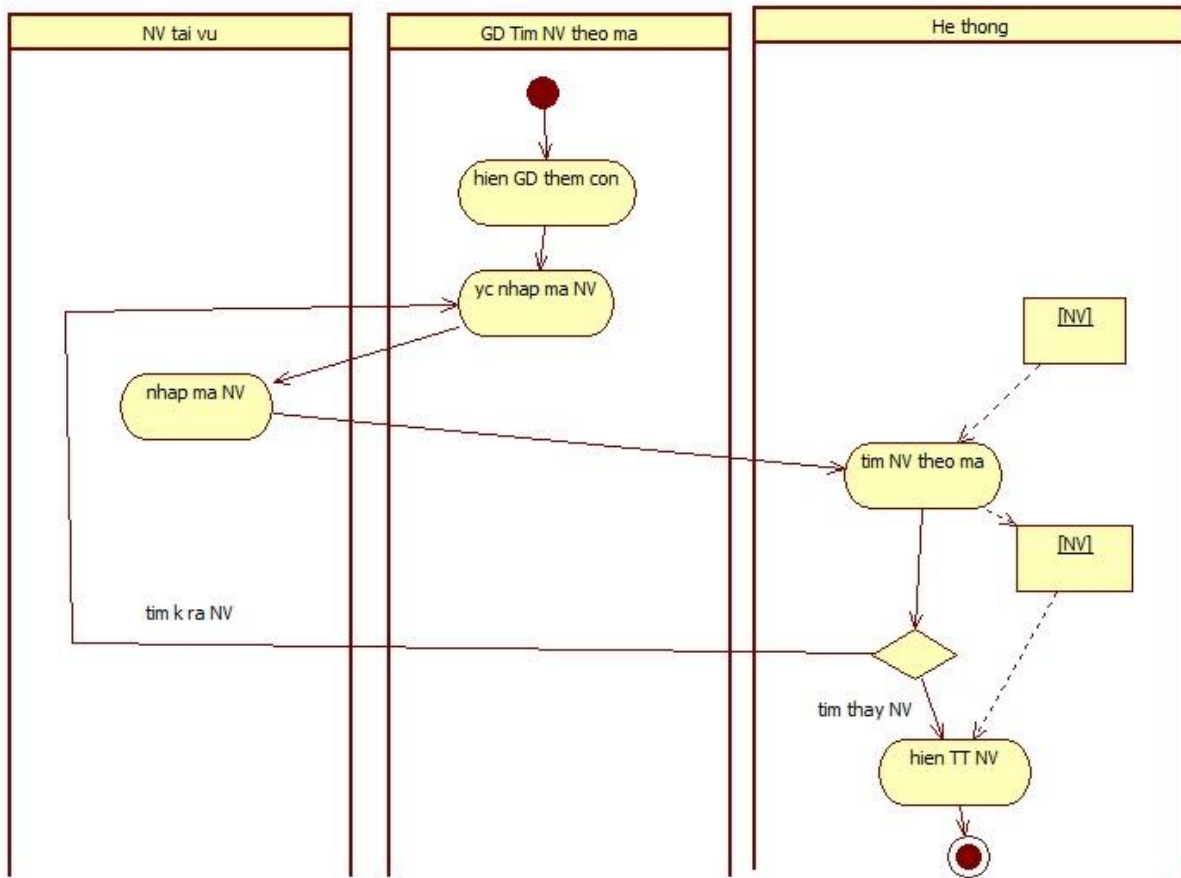 NV tai vu
GD Tim NV theo ma
He thong
hien GD them con
yc nhap ma NV
[NV]
nhap ma NV
tim NV theo ma
[NV]
tim k ra NV
tim thay NV
hien TT NV